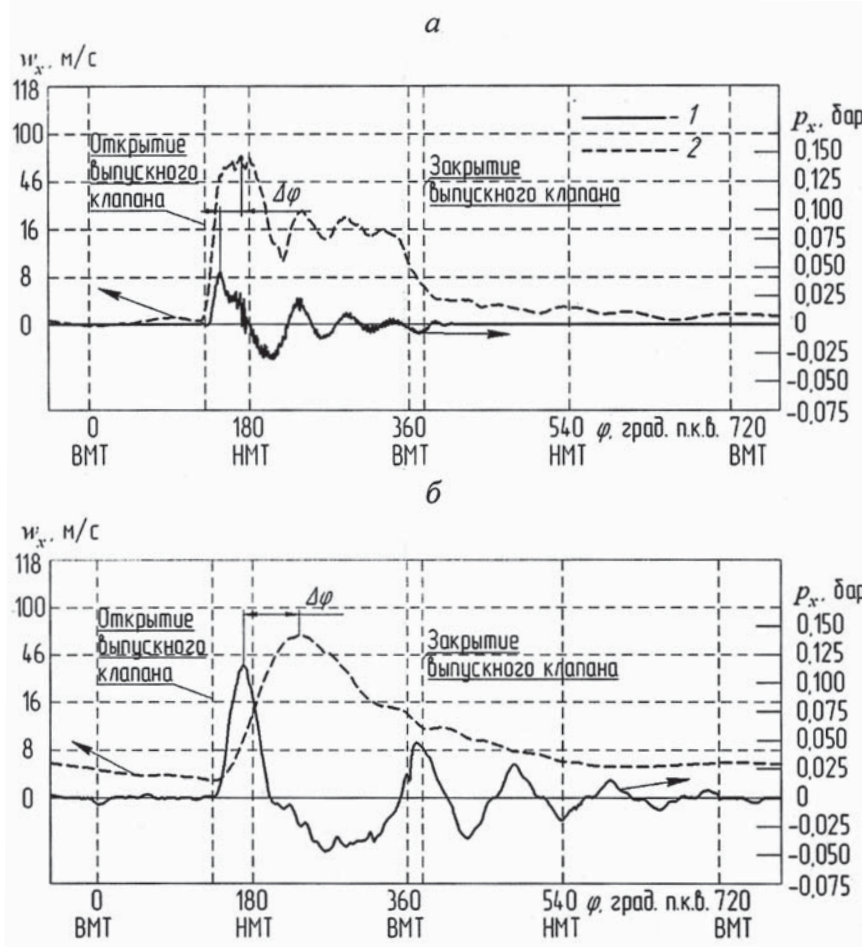 а
wₓ, м/с
118
100
46
16
8
0
Открытие
выпускного
клапана
Δφ
1
2
Закрытие
выпускного клапана
pₓ, бар
0,150
0,125
0,100
0,075
0,050
0,025
0
-0,025
-0,050
-0,075
0 180 360 540 φ, град. п.к.в. 720
ВМТ НМТ ВМТ НМТ ВМТ
б
wₓ, м/с
118
100
46
16
8
0
Открытие
выпускного
клапана
Δφ
Закрытие
выпускного клапана
pₓ, бар
0,150
0,125
0,100
0,075
0,050
0,025
0
-0,025
-0,050
-0,075
0 180 360 540 φ, град. п.к.в. 720
ВМТ НМТ ВМТ НМТ ВМТ